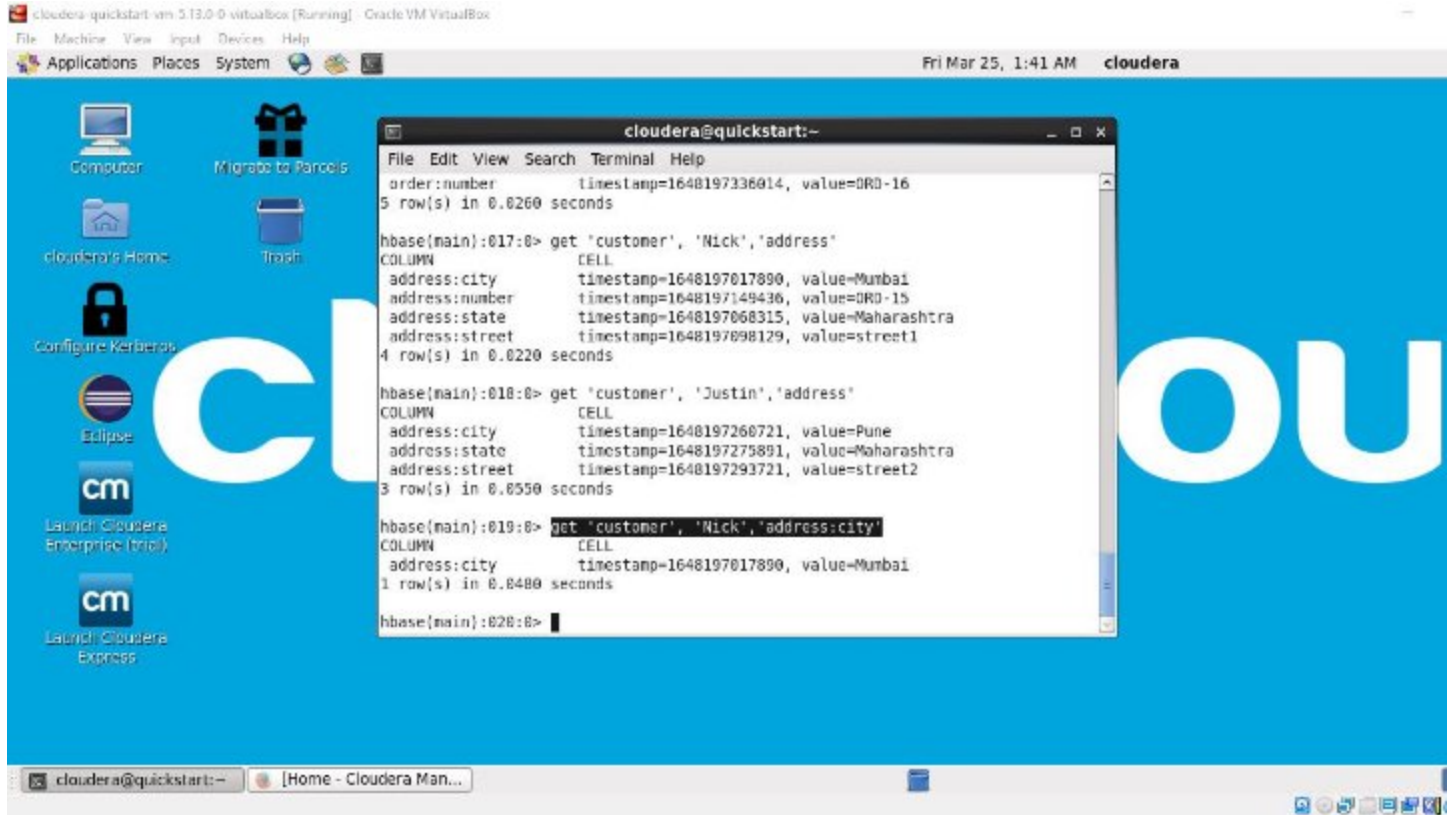 cloudera-quickstart-vm-5.13.0-0-virtualbox [Running] - Oracle VM VirtualBox
File Machine View Input Devices Help
Applications Places System Fri Mar 25, 1:41 AM cloudera
Computer
Migrate to Parcels
cloudera's Home
Trash
Configure Kerberos
Eclipse
cm
Launch Cloudera
Enterprise (trial)
cm
Launch Cloudera
Express
clou
cloudera@quickstart:~
File Edit View Search Terminal Help
order:number timestamp=1648197336014, value=ORD-16
5 row(s) in 0.0260 seconds
hbase(main):017:0> get 'customer', 'Nick','address'
COLUMN CELL
address:city timestamp=1648197017890, value=Mumbai
address:number timestamp=1648197149436, value=ORD-15
address:state timestamp=1648197068315, value=Maharashtra
address:street timestamp=1648197098129, value=street1
4 row(s) in 0.0220 seconds
hbase(main):018:0> get 'customer', 'Justin','address'
COLUMN CELL
address:city timestamp=1648197260721, value=Pune
address:state timestamp=1648197275891, value=Maharashtra
address:street timestamp=1648197293721, value=street2
3 row(s) in 0.0550 seconds
hbase(main):019:0> get 'customer', 'Nick','address:city'
COLUMN CELL
address:city timestamp=1648197017890, value=Mumbai
1 row(s) in 0.0480 seconds
hbase(main):020:0>
cloudera@quickstart:~ [Home - Cloudera Man...